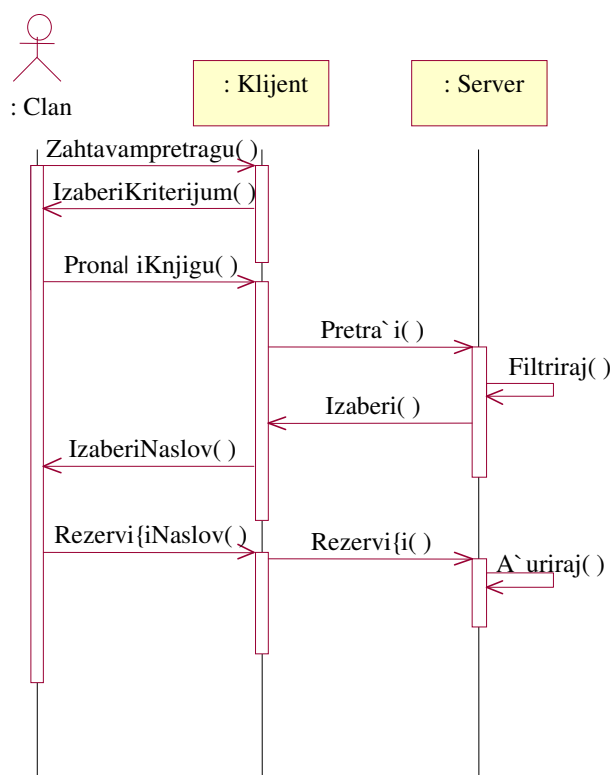 : Clan
: Klijent
: Server
Zahtavampretragu( )
IzaberiKriterijum( )
Pronal iKnjigu( )
Pretra` i( )
Filtriraj( )
Izaberi( )
IzaberiNaslov( )
Rezervi{iNaslov( )
Rezervi{i( )
A` uriraj( )